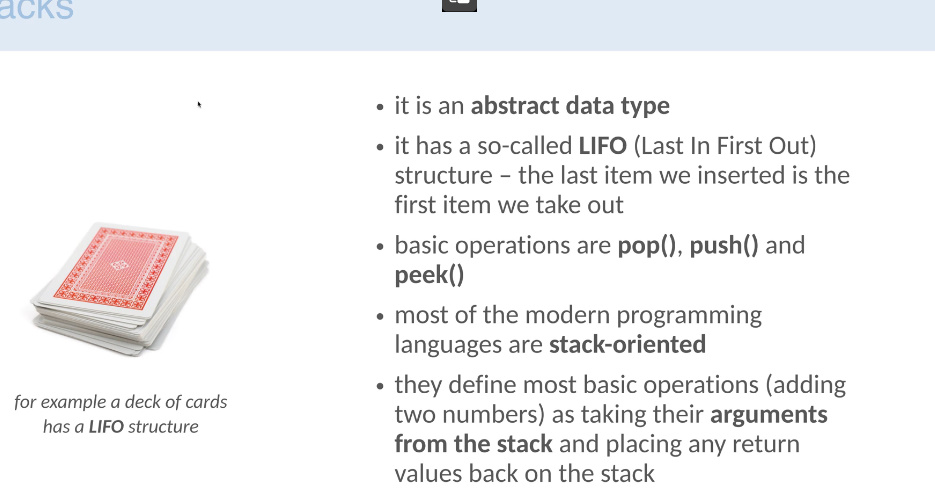 acks
• it is an abstract data type
• it has a so-called LIFO (Last In First Out)
structure – the last item we inserted is the
first item we take out
• basic operations are pop(), push() and
peek()
• most of the modern programming
languages are stack-oriented
• they define most basic operations (adding
two numbers) as taking their arguments
from the stack and placing any return
values back on the stack
for example a deck of cards
has a LIFO structure